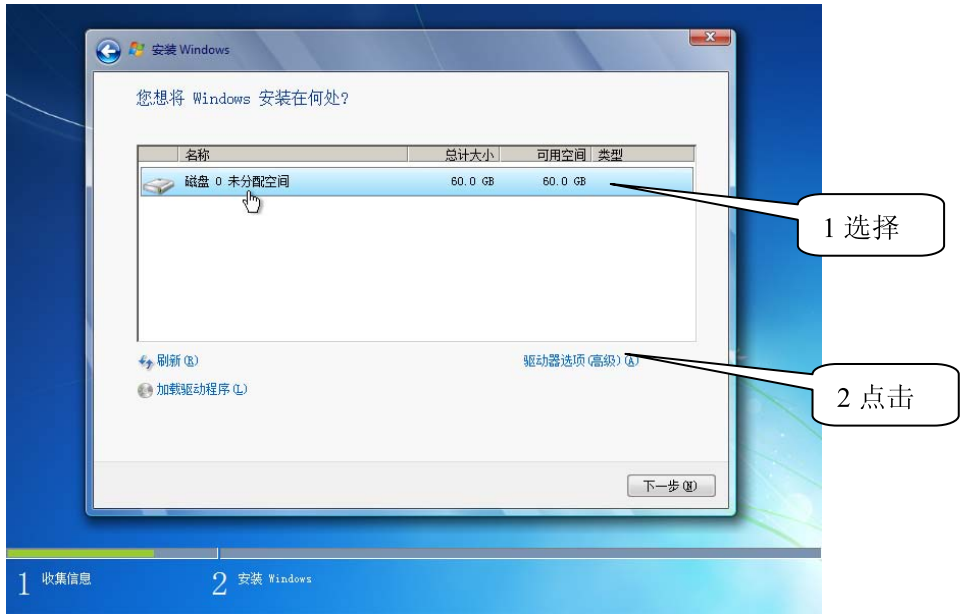 安装 Windows
您想将 Windows 安装在何处?
名称 总计大小 可用空间 类型
磁盘 0 未分配空间 60.0 GB 60.0 GB
1 选择
刷新(R) 驱动器选项(高级)(A)
加载驱动程序(L)
2 点击
下一步(N)
1 收集信息 2 安装 Windows